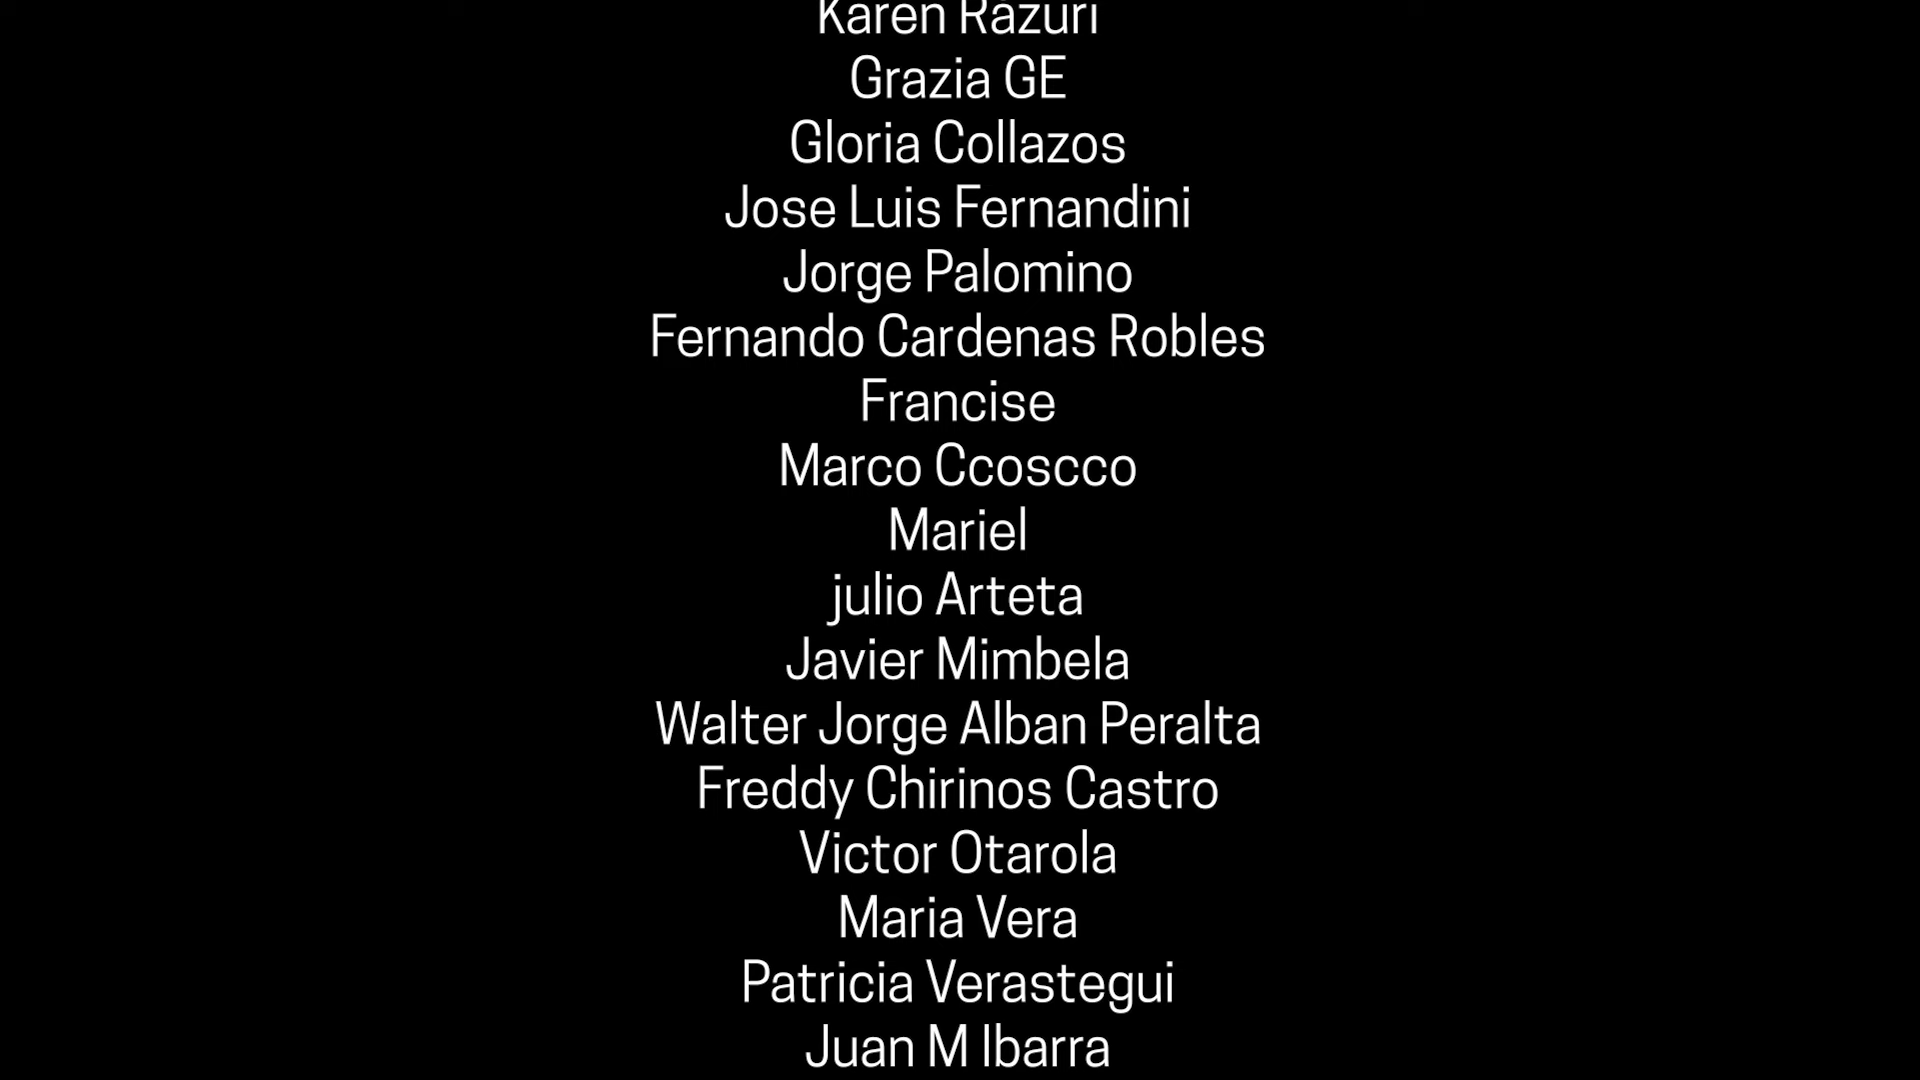 Karen Rázuri
Grazia GE
Gloria Collazos
Jose Luis Fernandini
Jorge Palomino
Fernando Cardenas Robles
Francise
Marco Ccoscco
Mariel
julio Arteta
Javier Mimbela
Walter Jorge Alban Peralta
Freddy Chirinos Castro
Victor Otarola
Maria Vera
Patricia Verastegui
Juan M Ibarra